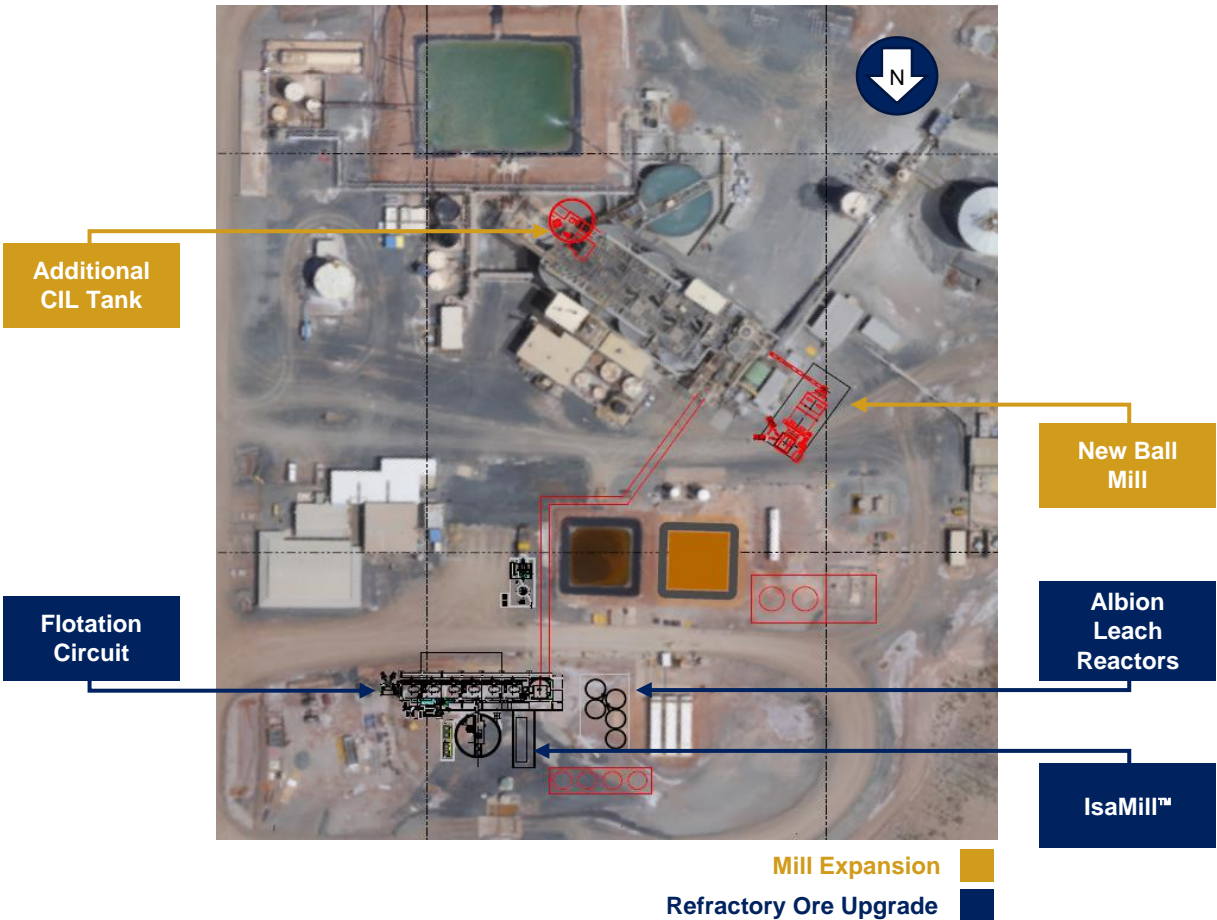 N
Additional
CIL Tank
New Ball
Mill
Flotation
Circuit
Albion
Leach
Reactors
IsaMill™
Mill Expansion
Refractory Ore Upgrade